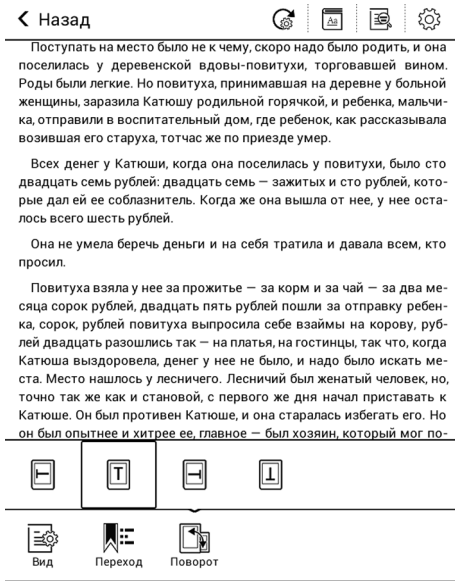 Назад
Aa
Поступать на место было не к чему, скоро надо было родить, и она
поселилась у деревенской вдовы-повитухи, торговавшей вином.
Роды были легкие. Но повитуха, принимавшая на деревне у больной
женщины, заразила Катюшу родильной горячкой, и ребенка, мальчи-
ка, отправили в воспитательный дом, где ребенок, как рассказывала
возившая его старуха, тотчас же по приезде умер.
Всех денег у Катюши, когда она поселилась у повитухи, было сто
двадцать семь рублей: двадцать семь — зажитых и сто рублей, кото-
рые дал ей ее соблазнитель. Когда же она вышла от нее, у нее оста-
лось всего шесть рублей.
Она не умела беречь деньги и на себя тратила и давала всем, кто
просил.
Повитуха взяла у нее за прожитье — за корм и за чай — за два ме-
сяца сорок рублей, двадцать пять рублей пошли за отправку ребен-
ка, сорок, рублей повитуха выпросила себе взаймы на корову, руб-
лей двадцать разошлись так — на платья, на гостинцы, так что, когда
Катюша выздоровела, денег у нее не было, и надо было искать ме-
ста. Место нашлось у лесничего. Лесничий был женатый человек, но,
точно так же как и становой, с первого же дня начал приставать к
Катюше. Он был противен Катюше, и она старалась избегать его. Но
он был опытнее и хитрее ее, главное — был хозяин, который мог по-
T T T T
Вид Переход Поворот